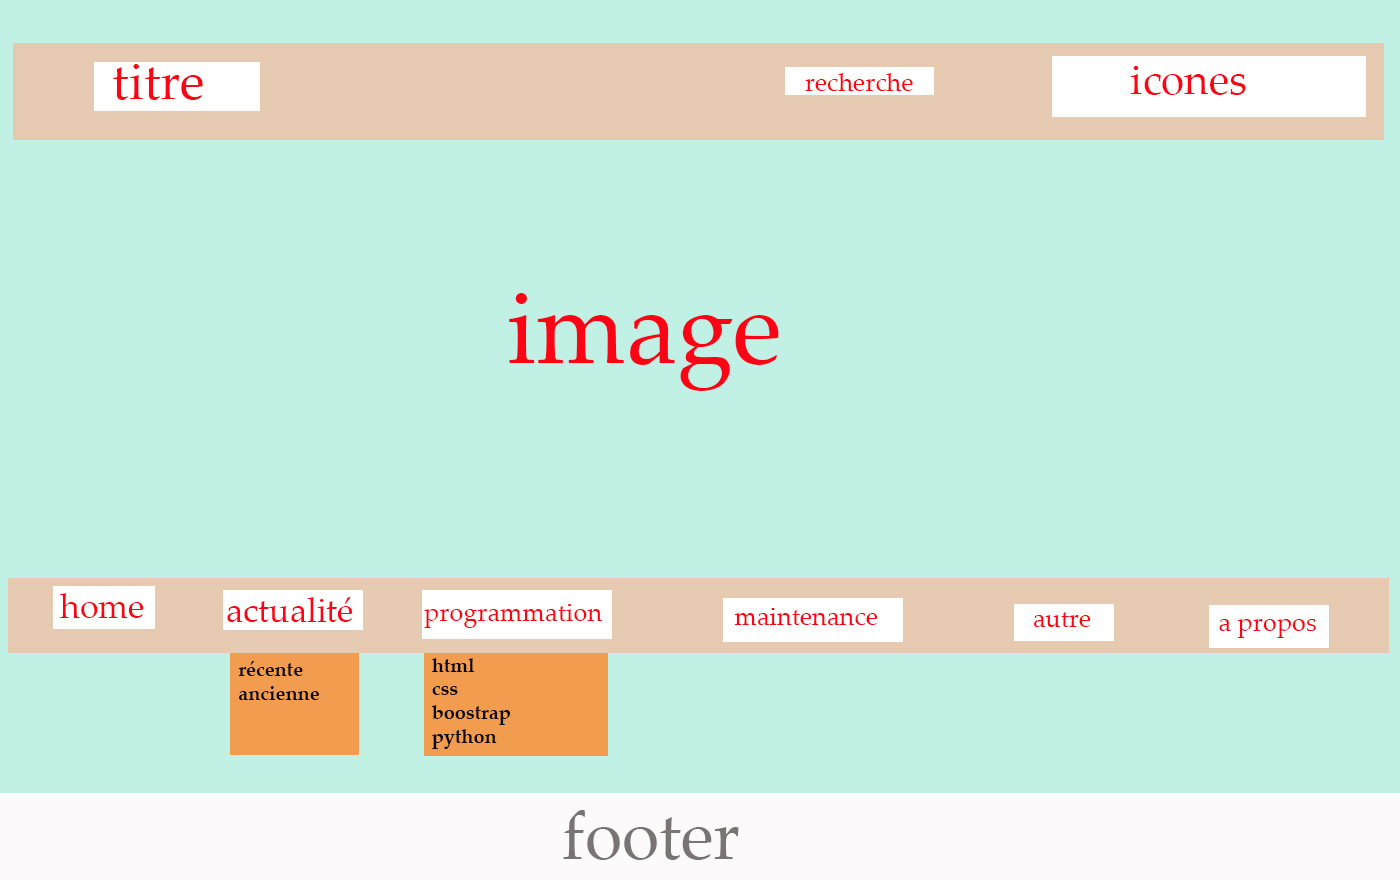 titre
recherche
icones
image
home
actualité
programmation
maintenance
autre
a propos
récente
ancienne
html
css
boostrap
python
footer